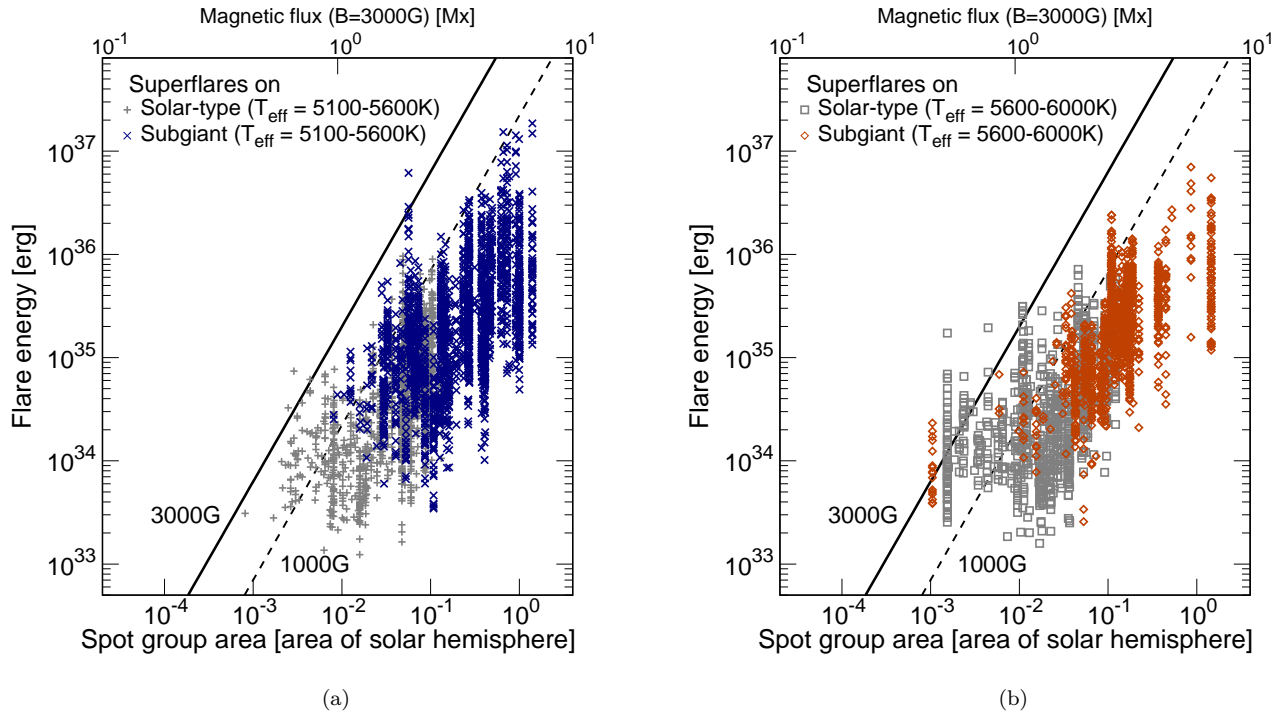 Magnetic flux (B=3000G) [Mx]
10^-1 10^0 10^1
Superflares on
Solar-type (T_eff = 5100-5600K)
Subgiant (T_eff = 5100-5600K)
10^37
10^36
10^35
10^34
10^33
Flare energy [erg]
3000G
1000G
10^-4 10^-3 10^-2 10^-1 10^0
Spot group area [area of solar hemisphere]
(a)
Magnetic flux (B=3000G) [Mx]
10^-1 10^0 10^1
Superflares on
Solar-type (T_eff = 5600-6000K)
Subgiant (T_eff = 5600-6000K)
10^37
10^36
10^35
10^34
10^33
Flare energy [erg]
3000G
1000G
10^-4 10^-3 10^-2 10^-1 10^0
Spot group area [area of solar hemisphere]
(b)